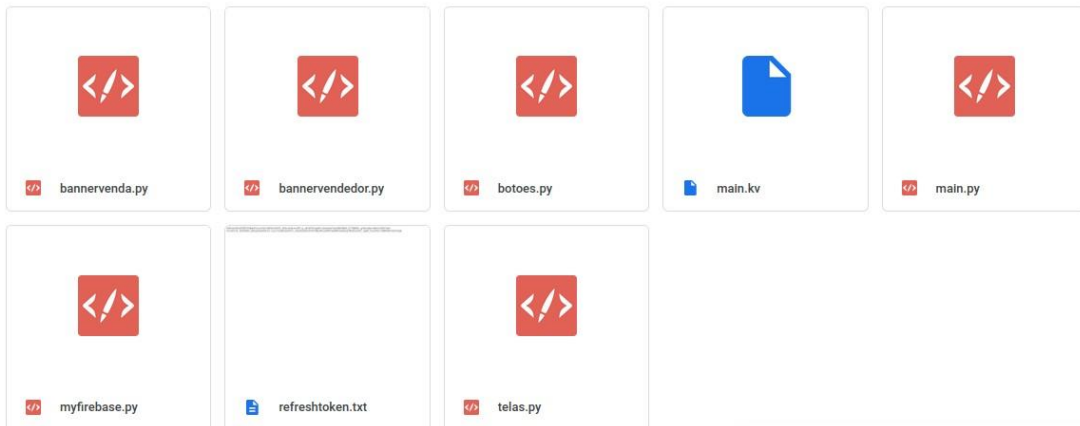 bannervenda.py
bannervendedor.py
botoes.py
main.kv
main.py
myfirebase.py
refreshtoken.txt
telas.py